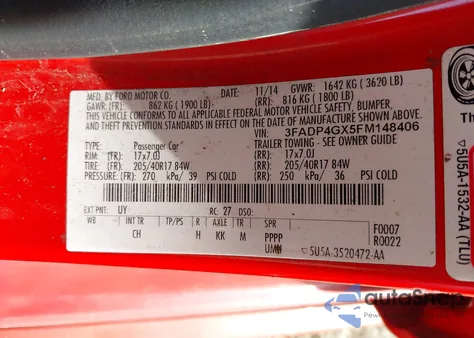 MFD. BY FORD MOTOR CO. DATE: 11/14 GVWR: 1642 KG ( 3620 LB)
GAWR: (FR): 862 KG ( 1900 LB) (RR): 816 KG ( 1800 LB)
THIS VEHICLE CONFORMS TO ALL APPLICABLE FEDERAL MOTOR VEHICLE SAFETY, BUMPER,
AND THEFT PREVENTION STANDARDS IN EFFECT ON THE DATE OF MANUFACTURE SHOWN ABOVE.
VIN: 3FADP4GX5FM148406
TYPE: Passenger Car TRAILER TOWING - SEE OWNER GUIDE
RIM: (FR) 17x7.0J (RR) 17x7.0J
TIRE: (FR) 205/40R17 84W (RR) 205/40R17 84W
PRESSURE: (FR) 270 kPa/ 39 PSI COLD (RR) 250 kPa/ 36 PSI COLD
EXT PNT: UY RC: 27 DSO:
WB INT TR TP/PS R AXLE TR SPR F0007
CH H KK M PPPP R0022
UMW ▽5U5A-3520472-AA
▽5U5A-1532-AA (TLU)
autoSnap